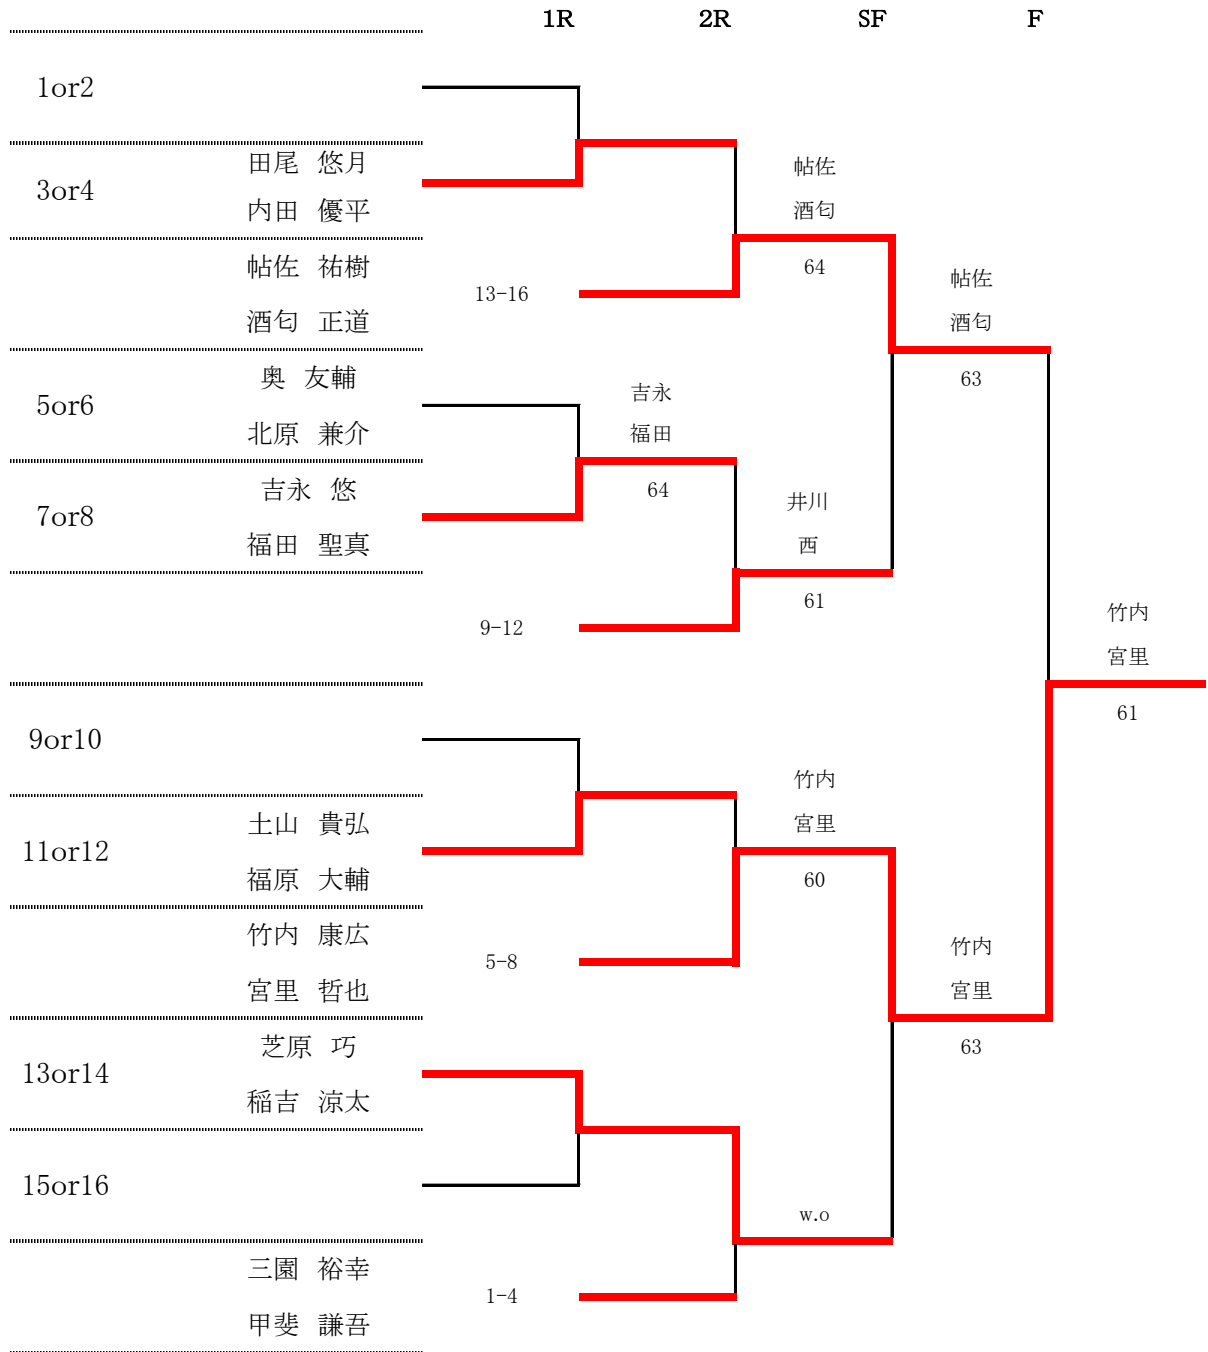 1R 2R SF F
1or2
3or4
田尾 悠月
内田 優平
帖佐
酒匂
64
帖佐 祐樹
酒匂 正道
13-16
帖佐
酒匂
63
5or6
奥 友輔
北原 兼介
吉永
福田
64
7or8
吉永 悠
福田 聖真
井川
西
61
9-12
竹内
宮里
61
9or10
竹内
宮里
60
11or12
土山 貴弘
福原 大輔
竹内 康広
宮里 哲也
5-8
竹内
宮里
63
13or14
芝原 巧
稲吉 涼太
15or16
w.o
三園 裕幸
甲斐 謙吾
1-4